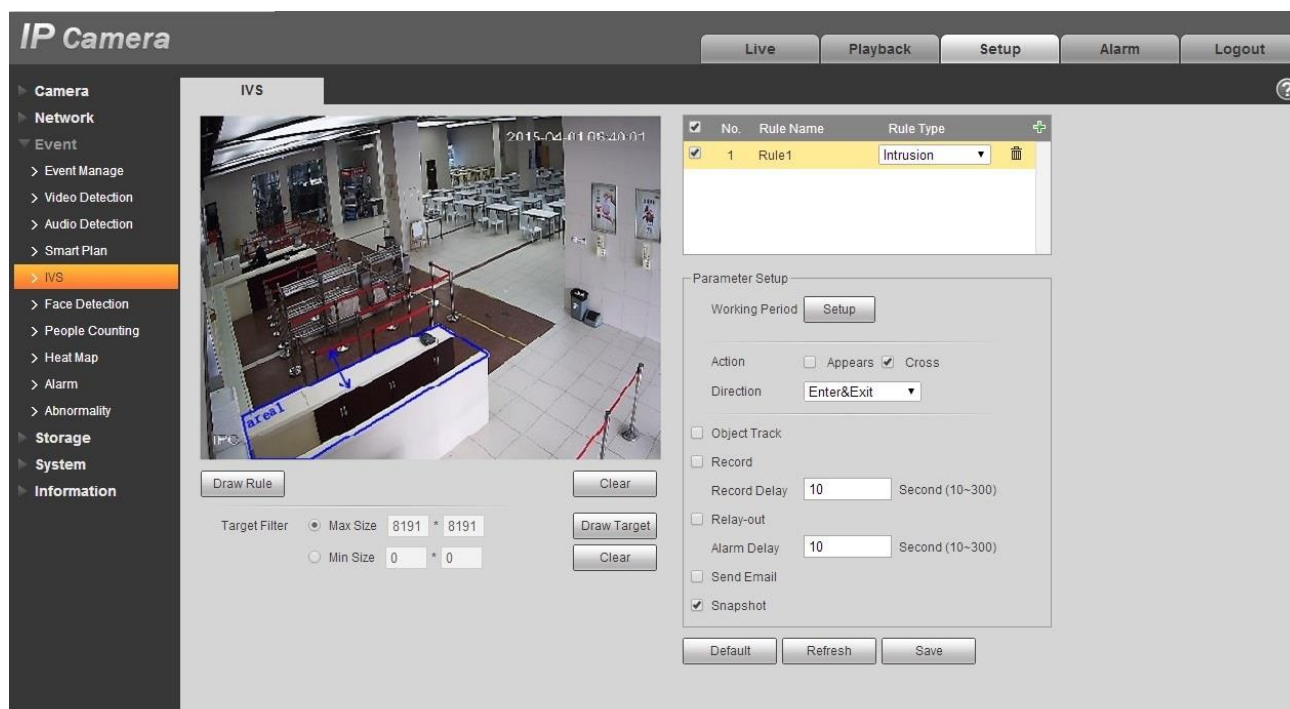 IP Camera
Live
Playback
Setup
Alarm
Logout
Camera
Network
Event
> Event Manage
> Video Detection
> Audio Detection
> Smart Plan
> IVS
> Face Detection
> People Counting
> Heat Map
> Alarm
> Abnormality
Storage
System
Information
IVS
?
2015-04-01 08:40:01
area1
IPC
Draw Rule
Clear
Target Filter Max Size 8191 * 8191 Draw Target
Min Size 0 * 0 Clear
No. Rule Name Rule Type
1 Rule1 Intrusion
Parameter Setup
Working Period Setup
Action Appears Cross
Direction Enter&Exit
Object Track
Record
Record Delay 10 Second (10~300)
Relay-out
Alarm Delay 10 Second (10~300)
Send Email
Snapshot
Default Refresh Save